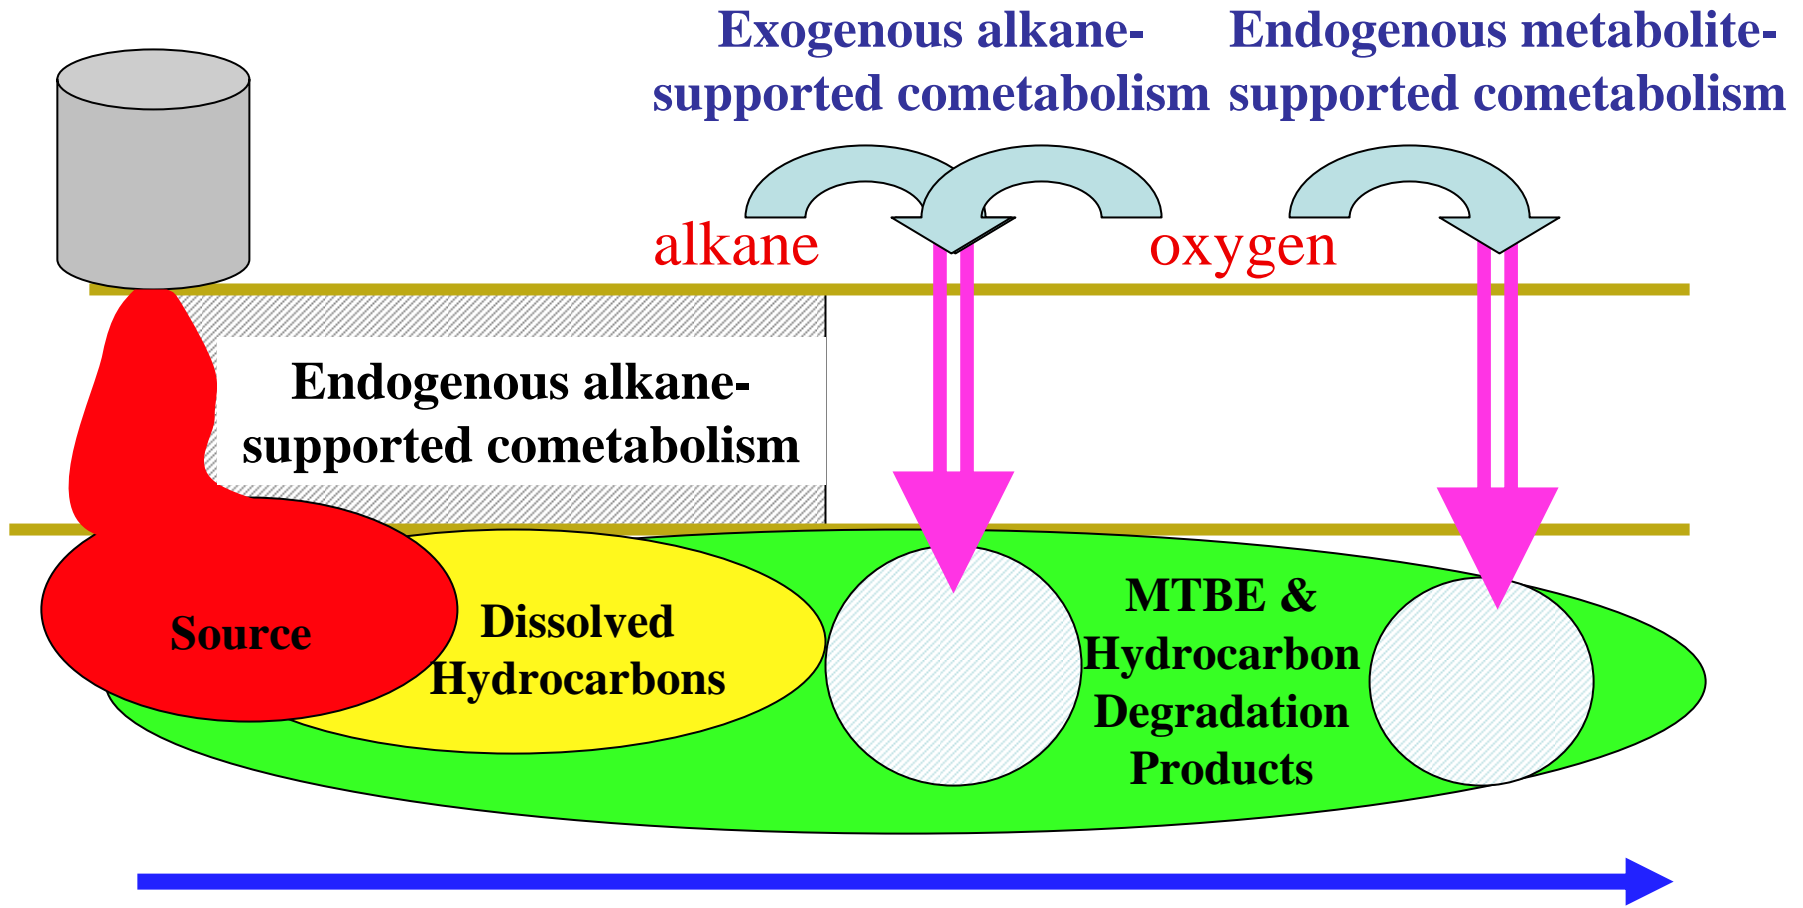 Exogenous alkane-
supported cometabolism
Endogenous metabolite-
supported cometabolism
alkane
oxygen
Endogenous alkane-
supported cometabolism
Source
Dissolved
Hydrocarbons
MTBE &
Hydrocarbon
Degradation
Products